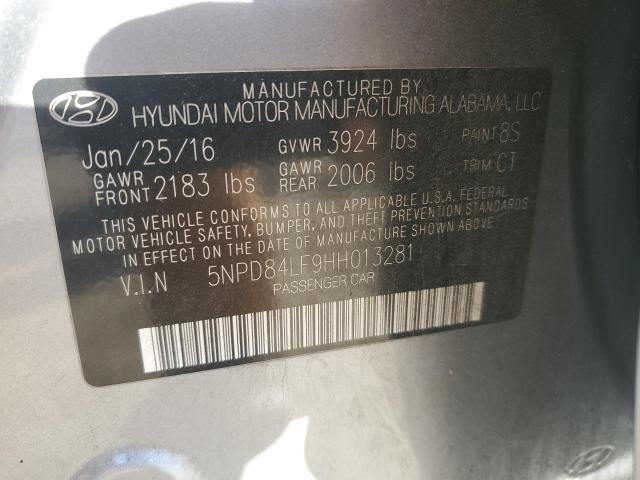 MANUFACTURED BY
HYUNDAI MOTOR MANUFACTURING ALABAMA, LLC
Jan/25/16 GVWR 3924 lbs PAINT 8S
GAWR FRONT 2183 lbs GAWR REAR 2006 lbs TRIM CT
THIS VEHICLE CONFORMS TO ALL APPLICABLE U.S.A. FEDERAL
MOTOR VEHICLE SAFETY, BUMPER, AND THEFT PREVENTION STANDARDS
IN EFFECT ON THE DATE OF MANUFACTURE SHOWN ABOVE.
V.I.N 5NPD84LF9HH013281
PASSENGER CAR